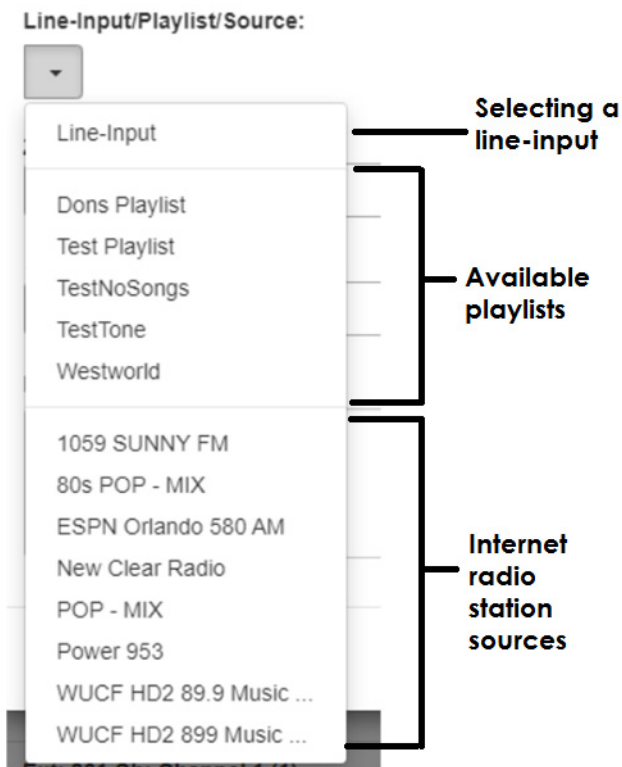 Line-Input/Playlist/Source:
Line-Input
Selecting a
line-input
Dons Playlist
Test Playlist
TestNoSongs
TestTone
Westworld
Available
playlists
1059 SUNNY FM
80s POP - MIX
ESPN Orlando 580 AM
New Clear Radio
POP - MIX
Power 953
WUCF HD2 89.9 Music ...
WUCF HD2 899 Music ...
Internet
radio
station
sources